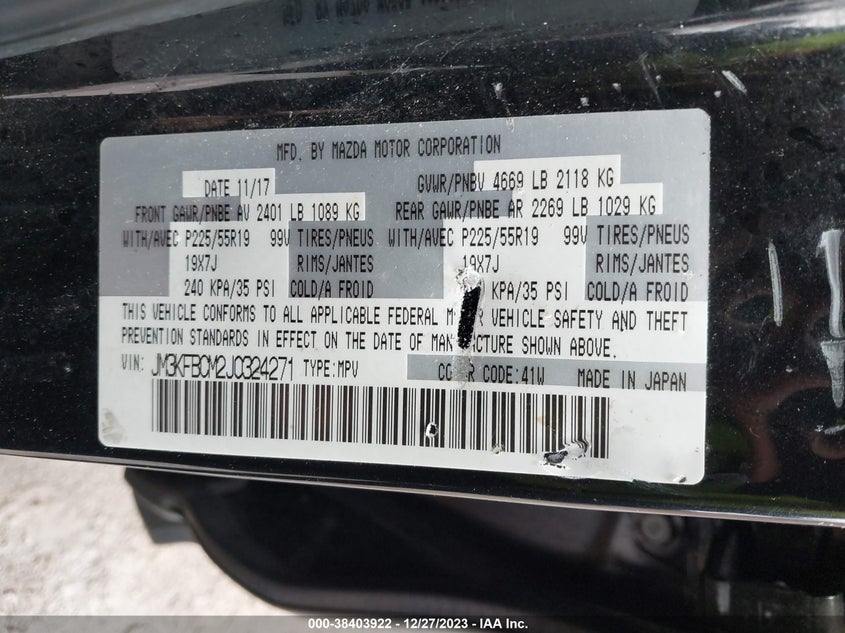 MFD. BY MAZDA MOTOR CORPORATION
DATE 11/17 GVWR/PNBV 4669 LB 2118 KG
FRONT GAWR/PNBE AV 2401 LB 1089 KG REAR GAWR/PNBE AR 2269 LB 1029 KG
WITH/AVEC P225/55R19 99V TIRES/PNEUS WITH/AVEC P225/55R19 99V TIRES/PNEUS
19X7J RIMS/JANTES 19X7J RIMS/JANTES
240 KPA/35 PSI COLD/A FROID KPA/35 PSI COLD/A FROID
THIS VEHICLE CONFORMS TO ALL APPLICABLE FEDERAL M R VEHICLE SAFETY AND THEFT
PREVENTION STANDARDS IN EFFECT ON THE DATE OF MAN CTURE SHOWN ABOVE.
VIN: JM3KFBCM2J0324271 TYPE:MPV CO R CODE:41W MADE IN JAPAN
000-38403922 - 12/27/2023 - IAA Inc.